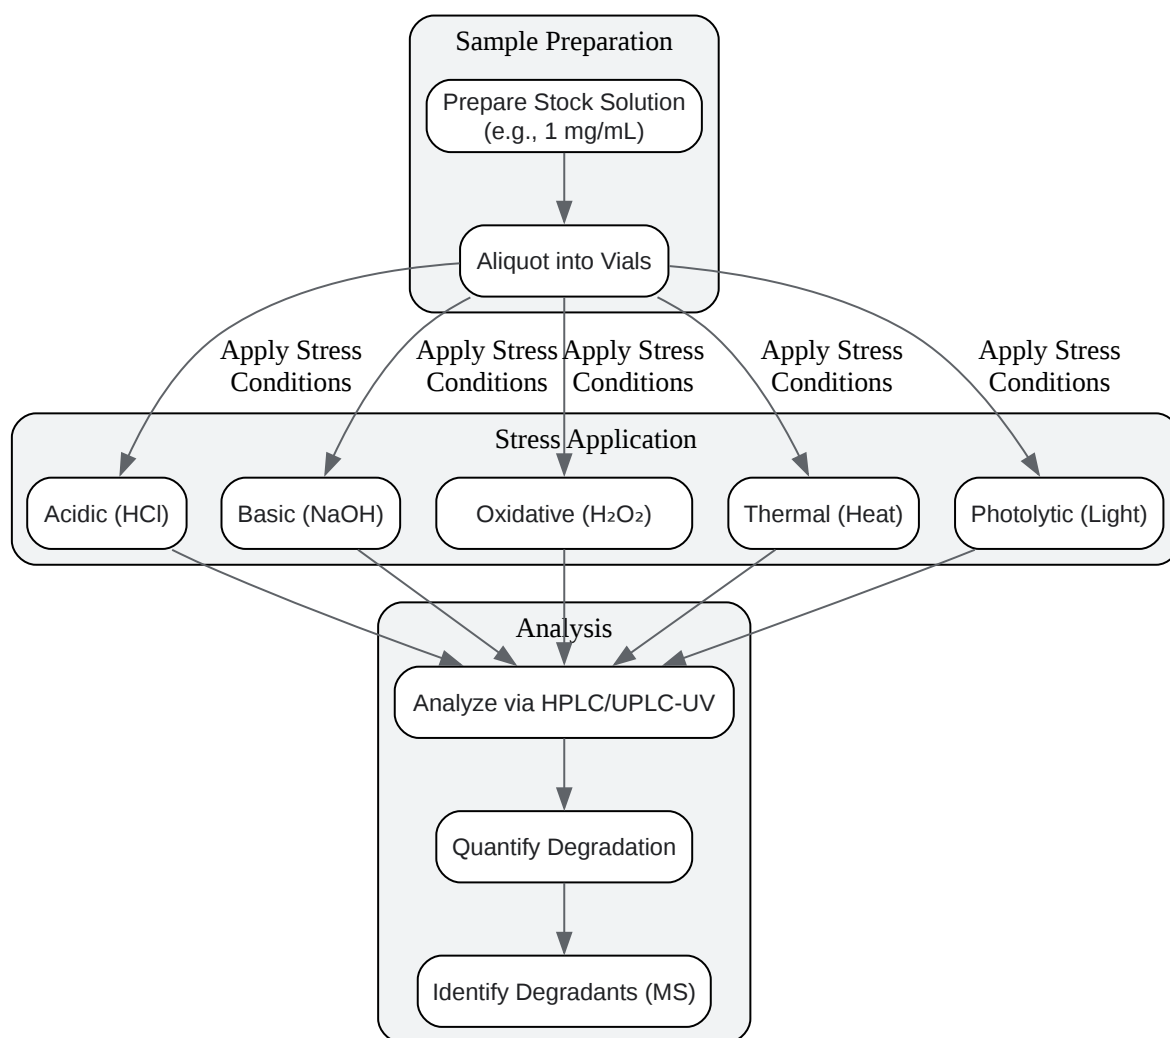 Sample Preparation
Prepare Stock Solution
(e.g., 1 mg/mL)
Aliquot into Vials
Apply Stress
Conditions
Apply Stress
Conditions
Apply Stress
Conditions
Apply Stress
Conditions
Apply Stress
Conditions
Stress Application
Acidic (HCl)
Basic (NaOH)
Oxidative (H₂O₂)
Thermal (Heat)
Photolytic (Light)
Analysis
Analyze via HPLC/UPLC-UV
Quantify Degradation
Identify Degradants (MS)